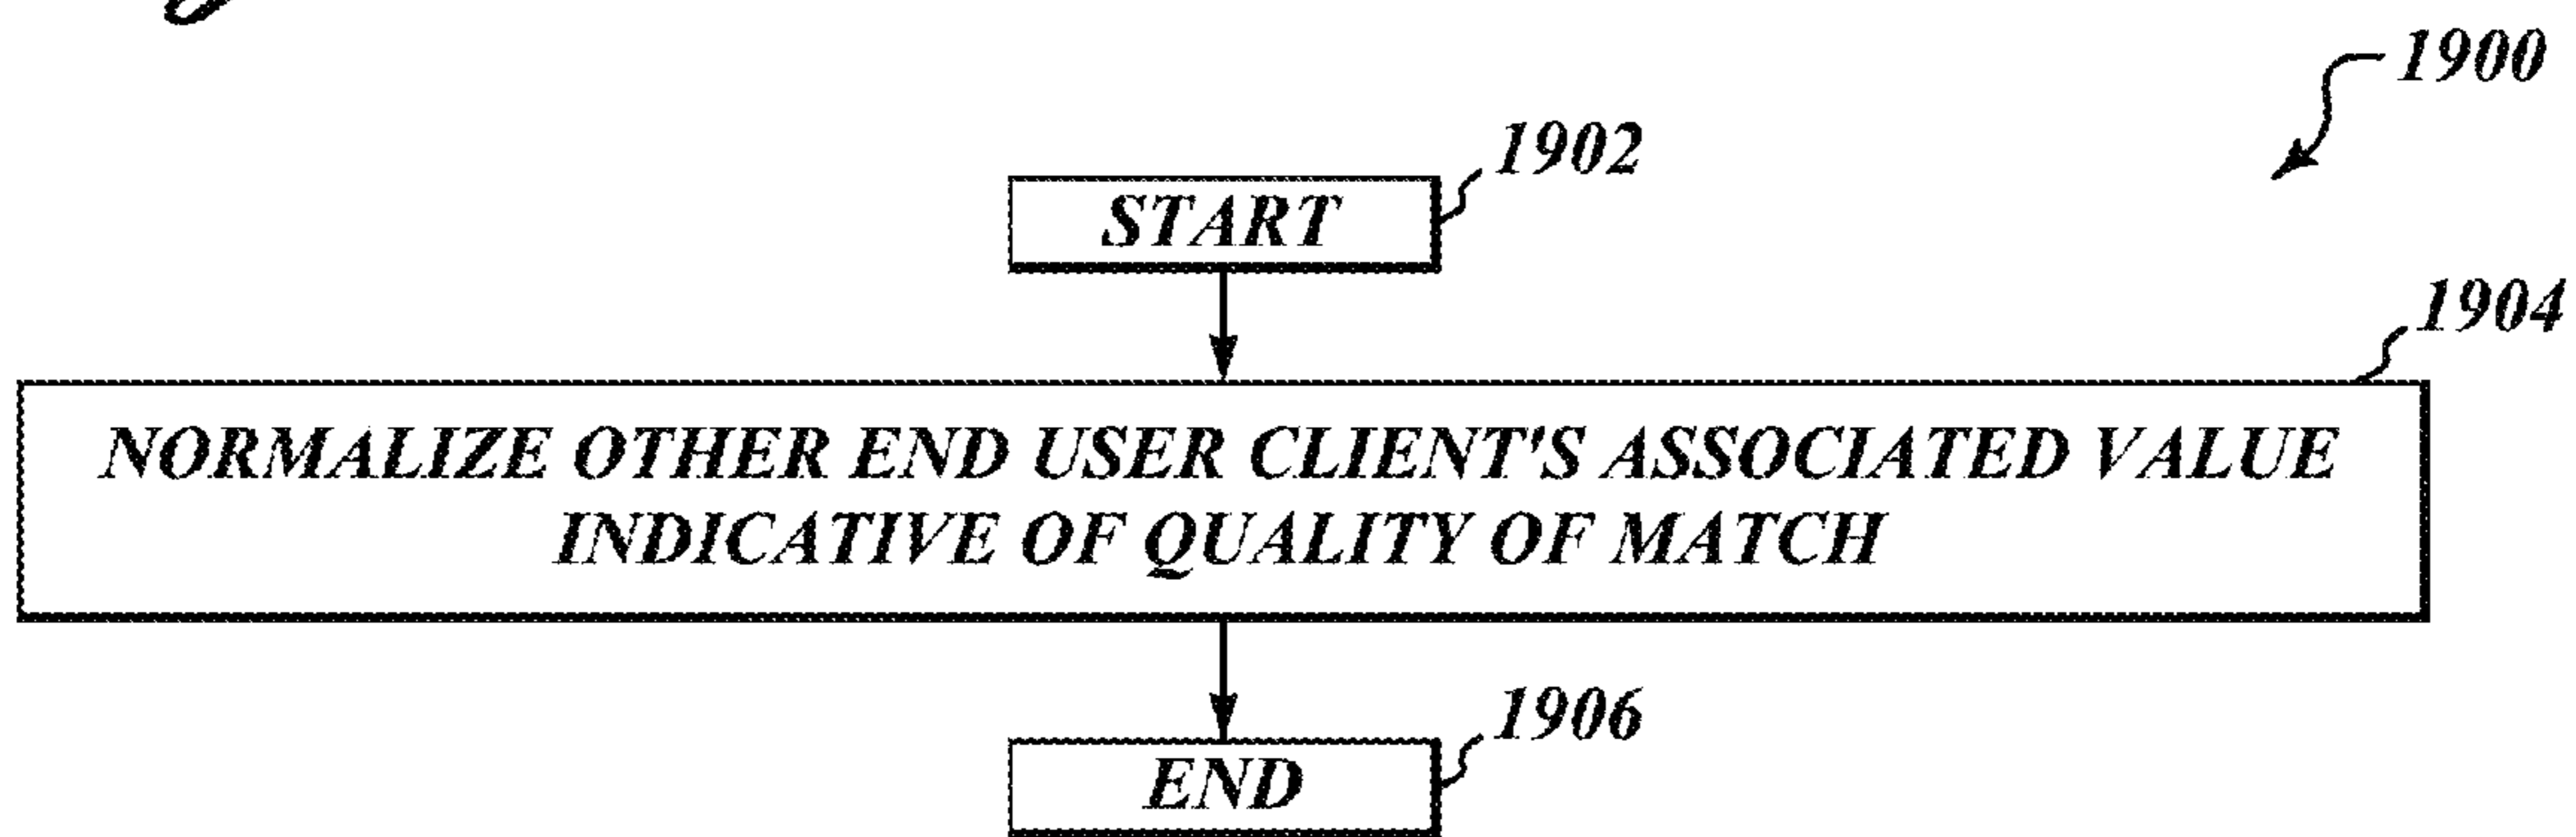 1900
1902
START
1904
NORMALIZE OTHER END USER CLIENT'S ASSOCIATED VALUE
INDICATIVE OF QUALITY OF MATCH
1906
END